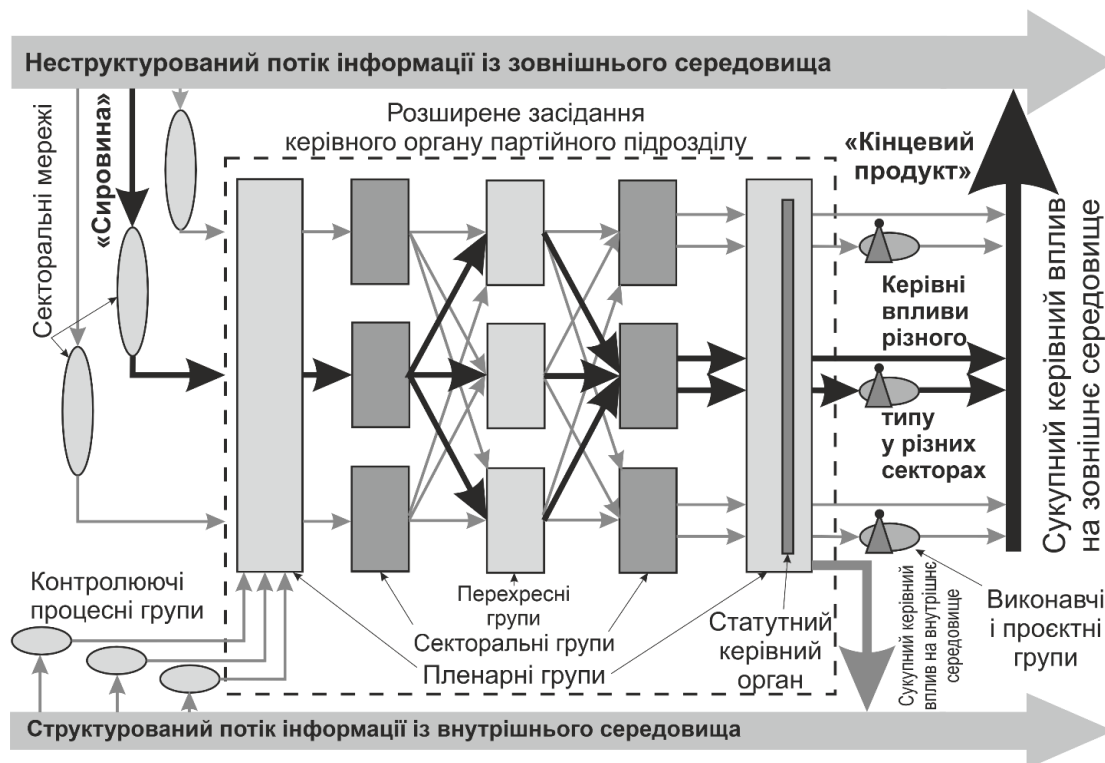 Неструктурований потік інформації із зовнішнього середовища
Секторальні мережі
«Сировина»
Розширене засідання
керівного органу партійного підрозділу
«Кінцевий
продукт»
Керівні
впливи
різного
типу
у різних
секторах
Сукупний керівний вплив
на зовнішнє середовище
Контролюючі
процесні групи
Перехресні
групи
Секторальні групи
Пленарні групи
Статутний
керівний
орган
Сукупний керівний
вплив на внутрішнє
середовище
Виконавчі
і проєктні
групи
Структурований потік інформації із внутрішнього середовища